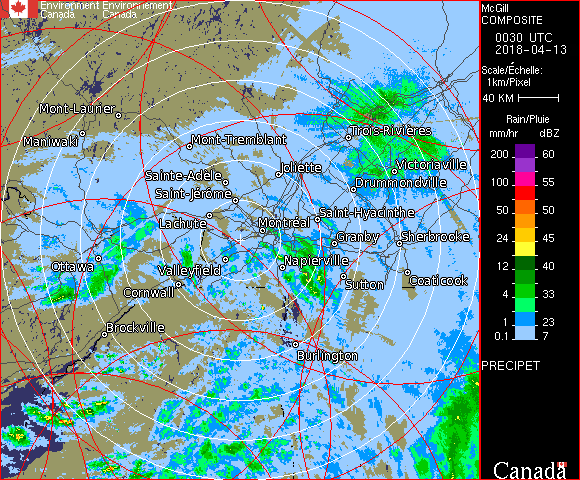 Environment Environnement
Canada Canada
McGill
COMPOSITE
0030 UTC
2018-04-13
Scale/Échelle:
1km/Pixel
40 KM
Rain/Pluie
mm/hr dBZ
200 60
100 55
50 50
24 45
12 40
4 33
1 23
0.1 7
PRECIPET
Canada
Mont-Laurier
Maniwaki
Mont-Tremblant
Trois-Rivières
Joliette
Victoriaville
Sainte-Adèle
Drummondville
Saint-Jérôme
Saint-Hyacinthe
Lachute
Montréal
Granby
Sherbrooke
Ottawa
Valleyfield
Napierville
Sutton
Coaticook
Cornwall
Brockville
Burlington